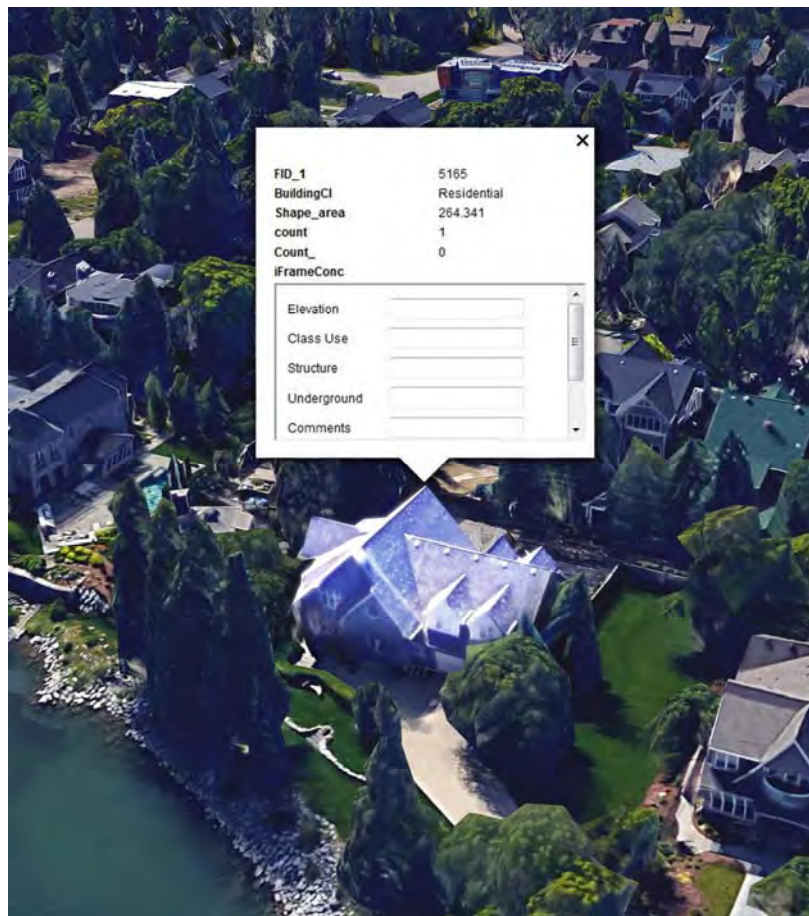 FID_1 5165
BuildingCl Residential
Shape_area 264.341
count 1
Count_ 0
iFrameConc
Elevation
Class Use
Structure
Underground
Comments